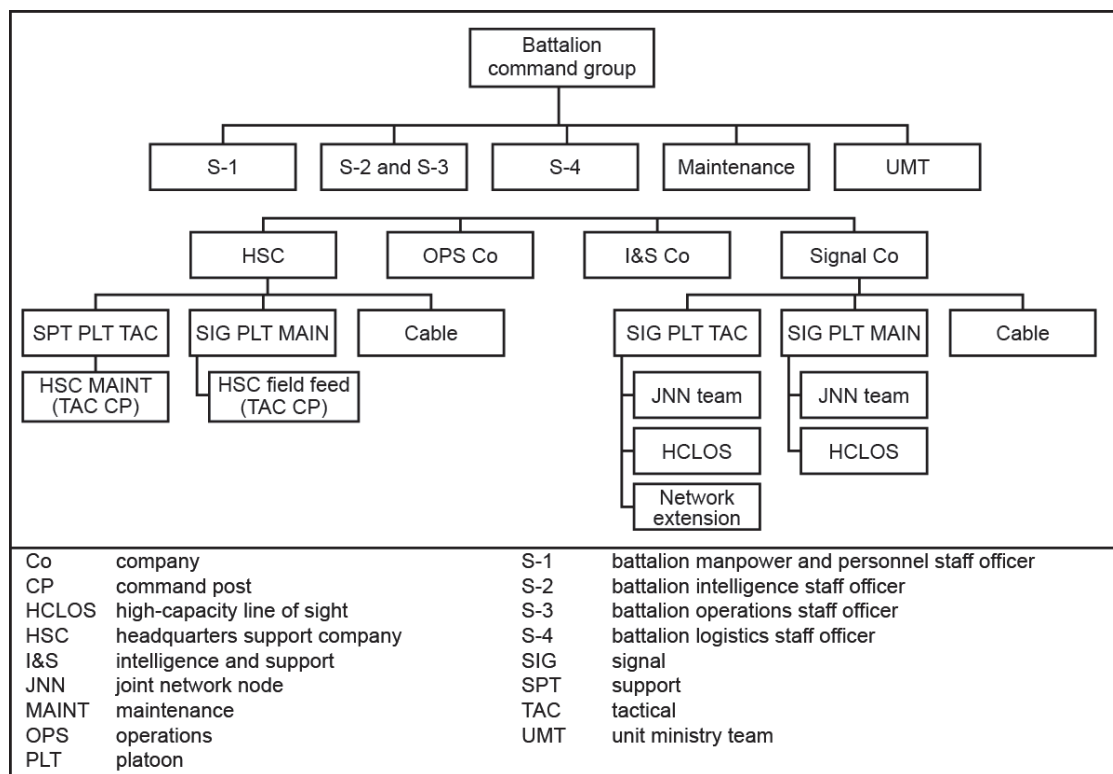 Battalion
command group
S-1
S-2 and S-3
S-4
Maintenance
UMT
HSC
OPS Co
I&S Co
Signal Co
SPT PLT TAC
SIG PLT MAIN
Cable
SIG PLT TAC
SIG PLT MAIN
Cable
HSC MAINT
(TAC CP)
HSC field feed
(TAC CP)
JNN team
JNN team
HCLOS
HCLOS
Network
extension
Co company
CP command post
HCLOS high-capacity line of sight
HSC headquarters support company
I&S intelligence and support
JNN joint network node
MAINT maintenance
OPS operations
PLT platoon
S-1 battalion manpower and personnel staff officer
S-2 battalion intelligence staff officer
S-3 battalion operations staff officer
S-4 battalion logistics staff officer
SIG signal
SPT support
TAC tactical
UMT unit ministry team